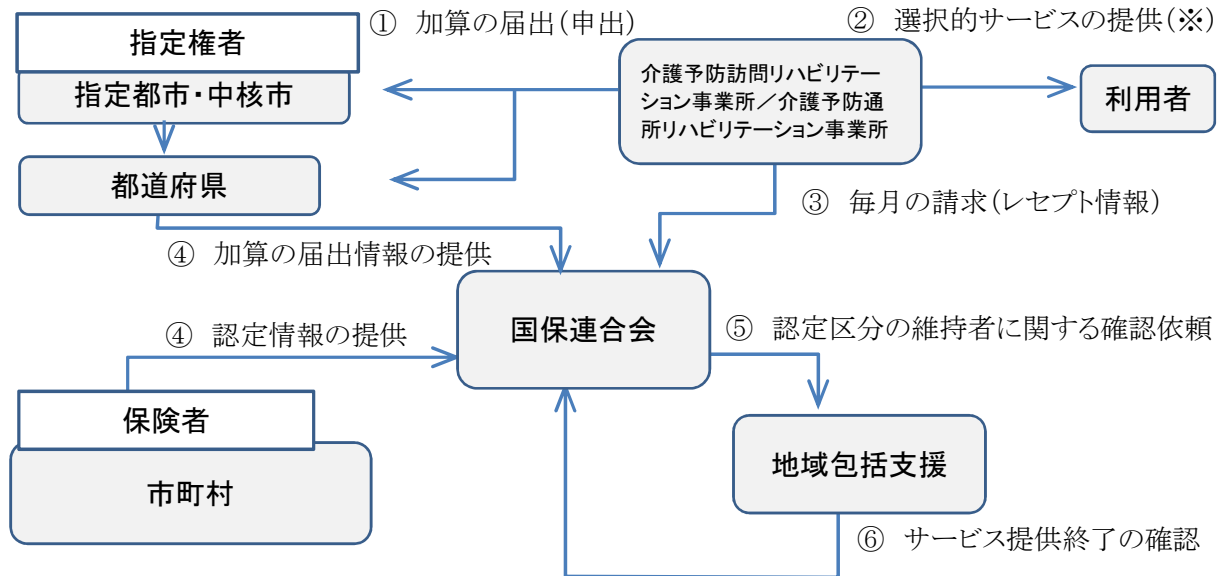 ① 加算の届出(申出)
② 選択的サービスの提供(※)
指定権者
指定都市・中核市
介護予防訪問リハビリテー
ション事業所／介護予防通
所リハビリテーション事業所
利用者
都道府県
③ 毎月の請求(レセプト情報)
④ 加算の届出情報の提供
国保連合会
④ 認定情報の提供
⑤ 認定区分の維持者に関する確認依頼
保険者
市町村
地域包括支援
⑥ サービス提供終了の確認